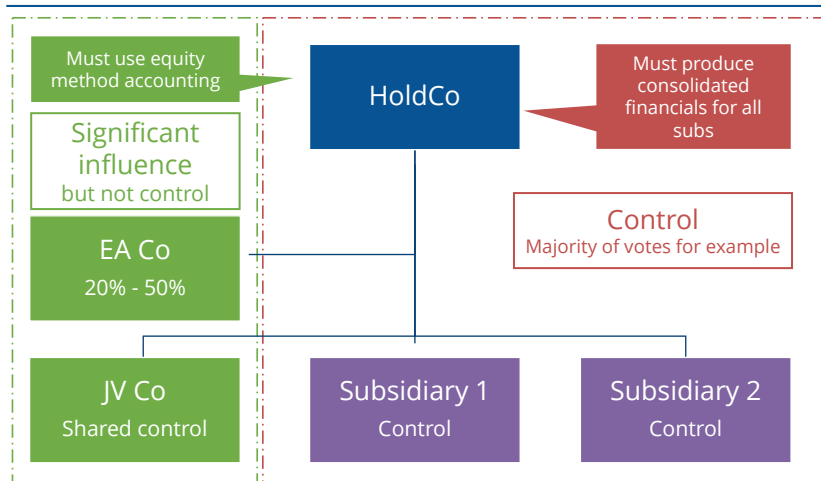 Must use equity
method accounting
HoldCo
Must produce
consolidated
financials for all
subs
Significant
influence
but not control
Control
Majority of votes for example
EA Co
20% - 50%
JV Co
Shared control
Subsidiary 1
Control
Subsidiary 2
Control